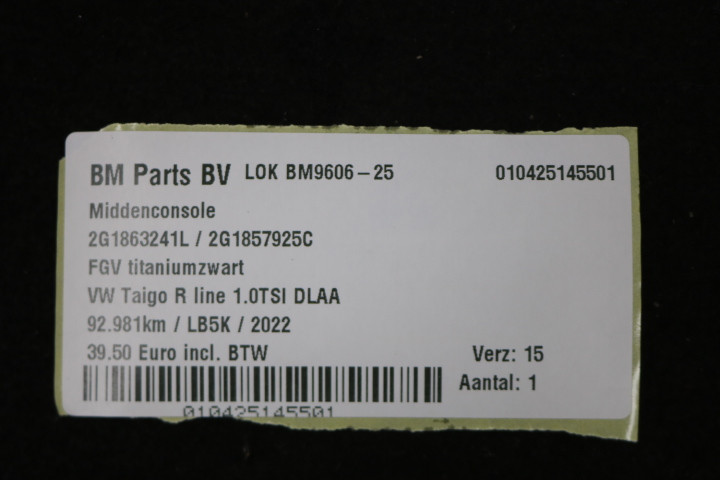 BM Parts BV LOK BM9606-25 010425145501
Middenconsole
2G1863241L / 2G1857925C
FGV titaniumzwart
VW Taigo R line 1.0TSI DLAA
92.981km / LB5K / 2022
39.50 Euro incl. BTW Verz: 15
Aantal: 1
010425145501